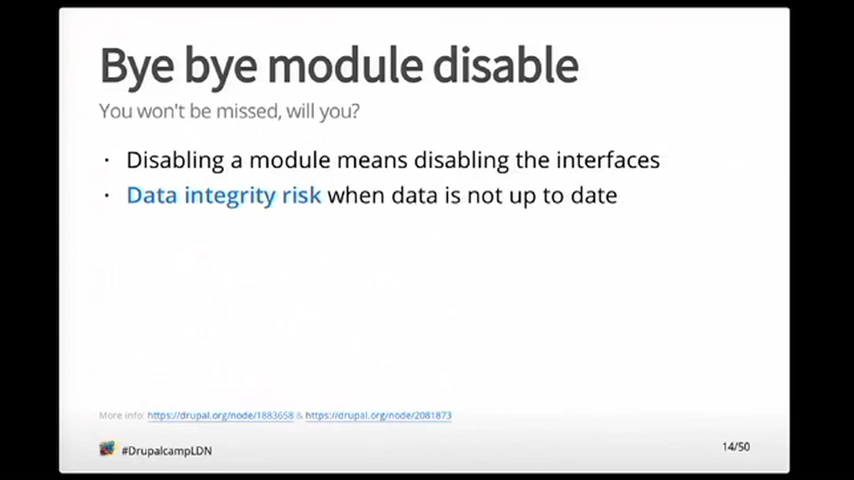 Bye bye module disable
You won't be missed, will you?
· Disabling a module means disabling the interfaces
· Data integrity risk when data is not up to date
More info: https://drupal.org/node/1883658 & https://drupal.org/node/2081873
#DrupalcampLDN
14/50